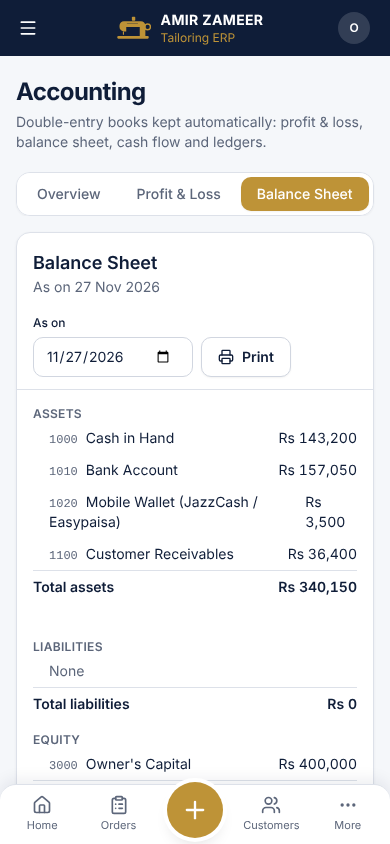 AMIR ZAMEER
Tailoring ERP
O
Accounting
Double-entry books kept automatically: profit & loss,
balance sheet, cash flow and ledgers.
Overview Profit & Loss Balance Sheet
Balance Sheet
As on 27 Nov 2026
As on
11/27/2026 Print
ASSETS
1000 Cash in Hand Rs 143,200
1010 Bank Account Rs 157,050
1020 Mobile Wallet (JazzCash / Rs
Easypaisa) 3,500
1100 Customer Receivables Rs 36,400
Total assets Rs 340,150
LIABILITIES
None
Total liabilities Rs 0
EQUITY
3000 Owner's Capital Rs 400,000
Home Orders Customers More